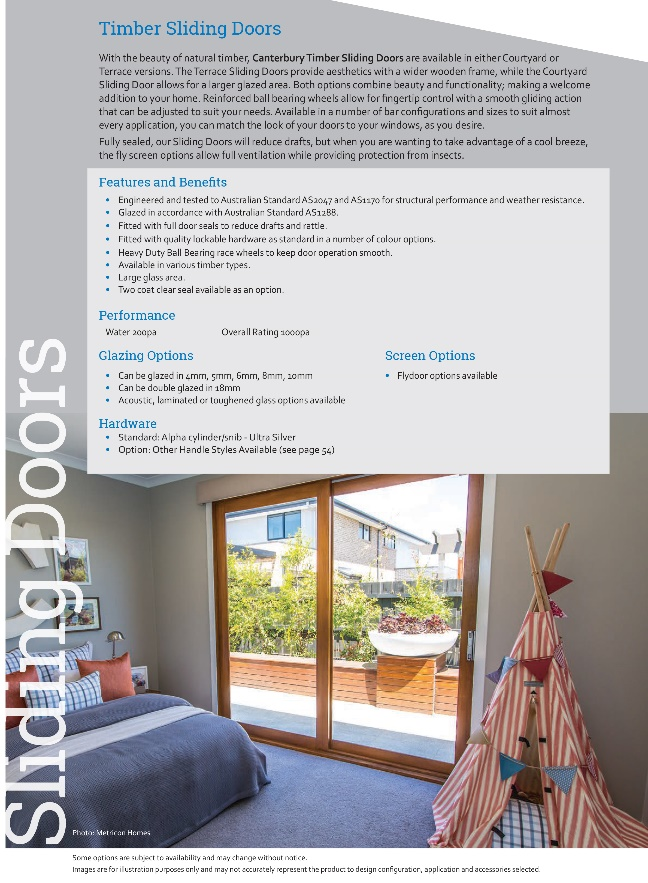 Timber Sliding Doors
With the beauty of natural timber, Canterbury Timber Sliding Doors are available in either Courtyard or
Terrace versions. The Terrace Sliding Doors provide aesthetics with a wider wooden frame, while the Courtyard
Sliding Door allows for a larger glazed area. Both options combine beauty and functionality; making a welcome
addition to your home. Reinforced ball bearing wheels allow for fingertip control with a smooth gliding action
that can be adjusted to suit your needs. Available in a number of bar configurations and sizes to suit almost
every application, you can match the look of your doors to your windows, as you desire.
Fully sealed, our Sliding Doors will reduce drafts, but when you are wanting to take advantage of a cool breeze,
the fly screen options allow full ventilation while providing protection from insects.
Features and Benefits
• Engineered and tested to Australian Standard AS2047 and AS1170 for structural performance and weather resistance.
• Glazed in accordance with Australian Standard AS1288.
• Fitted with full door seals to reduce drafts and rattle.
• Fitted with quality lockable hardware as standard in a number of colour options.
• Heavy Duty Ball Bearing race wheels to keep door operation smooth.
• Available in various timber types.
• Large glass area.
• Two coat clear seal available as an option.
Performance
Water 200pa Overall Rating 1000pa
Glazing Options
• Can be glazed in 4mm, 5mm, 6mm, 8mm, 10mm
• Can be double glazed in 18mm
• Acoustic, laminated or toughened glass options available
Screen Options
• Flydoor options available
Hardware
• Standard: Alpha cylinder/snib - Ultra Silver
• Option: Other Handle Styles Available (see page 54)
Sliding Doors
Photo: Metricon Homes
Some options are subject to availability and may change without notice.
Images are for illustration purposes only and may not accurately represent the product to design configuration, application and accessories selected.